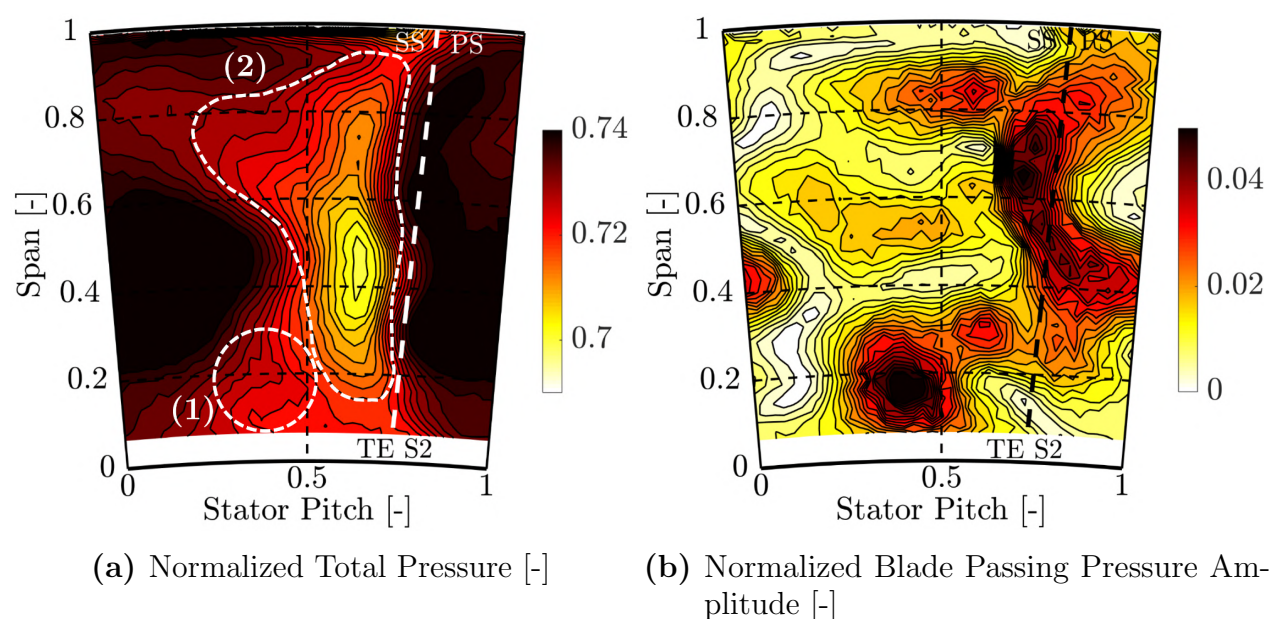 1
0.8
0.6
0.4
0.2
0
Span [-]
SS
PS
(2)
(1)
TE S2
0
0.5
1
Stator Pitch [-]
0.74
0.72
0.7
(a) Normalized Total Pressure [-]
1
0.8
0.6
0.4
0.2
0
Span [-]
SS
PS
TE S2
0
0.5
1
Stator Pitch [-]
0.04
0.02
0
(b) Normalized Blade Passing Pressure Am-
plitude [-]